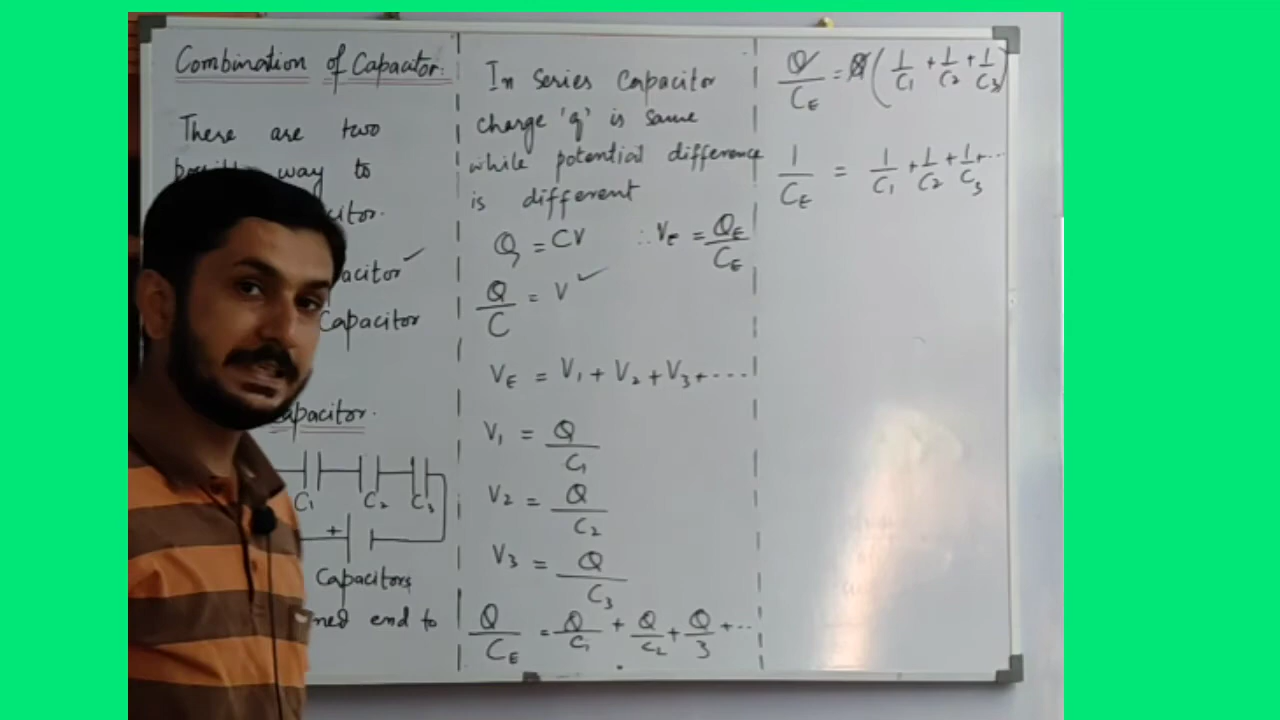 Combination of Capacitor.
There are two
way to
citor.
acitor ✓
Capacitor
apacitor.
C1 C2 C3
+
Capacitors
ned end to
In series Capacitor
charge 'q' is same
while potential difference
is different
Q = CV ∴ VE = QE/CE
Q/C = V ✓
VE = V1 + V2 + V3 + ....
V1 = Q/C1
V2 = Q/C2
V3 = Q/C3
Q/CE = Q/C1 + Q/C2 + Q/3 + ..
Q/CE = Q(1/C1 + 1/C2 + 1/C3)
1/CE = 1/C1 + 1/C2 + 1/C3 + ...